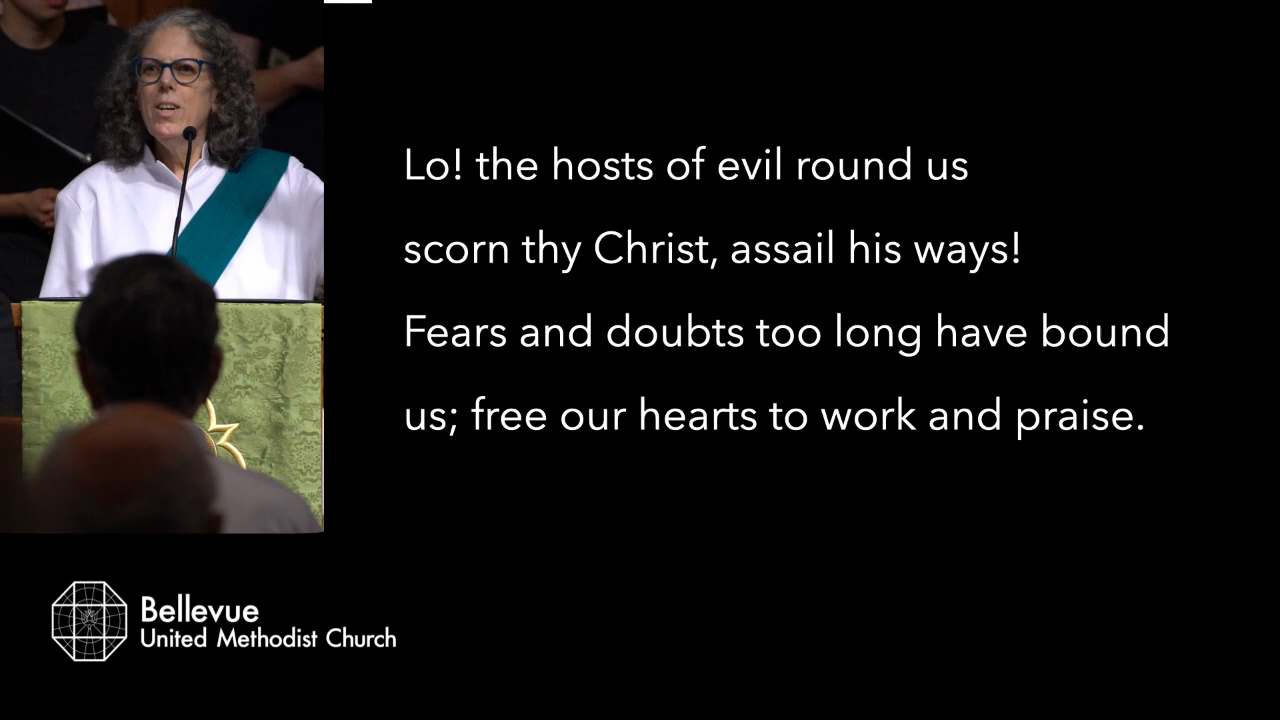 Lo! the hosts of evil round us
scorn thy Christ, assail his ways!
Fears and doubts too long have bound
us; free our hearts to work and praise.
Bellevue
United Methodist Church